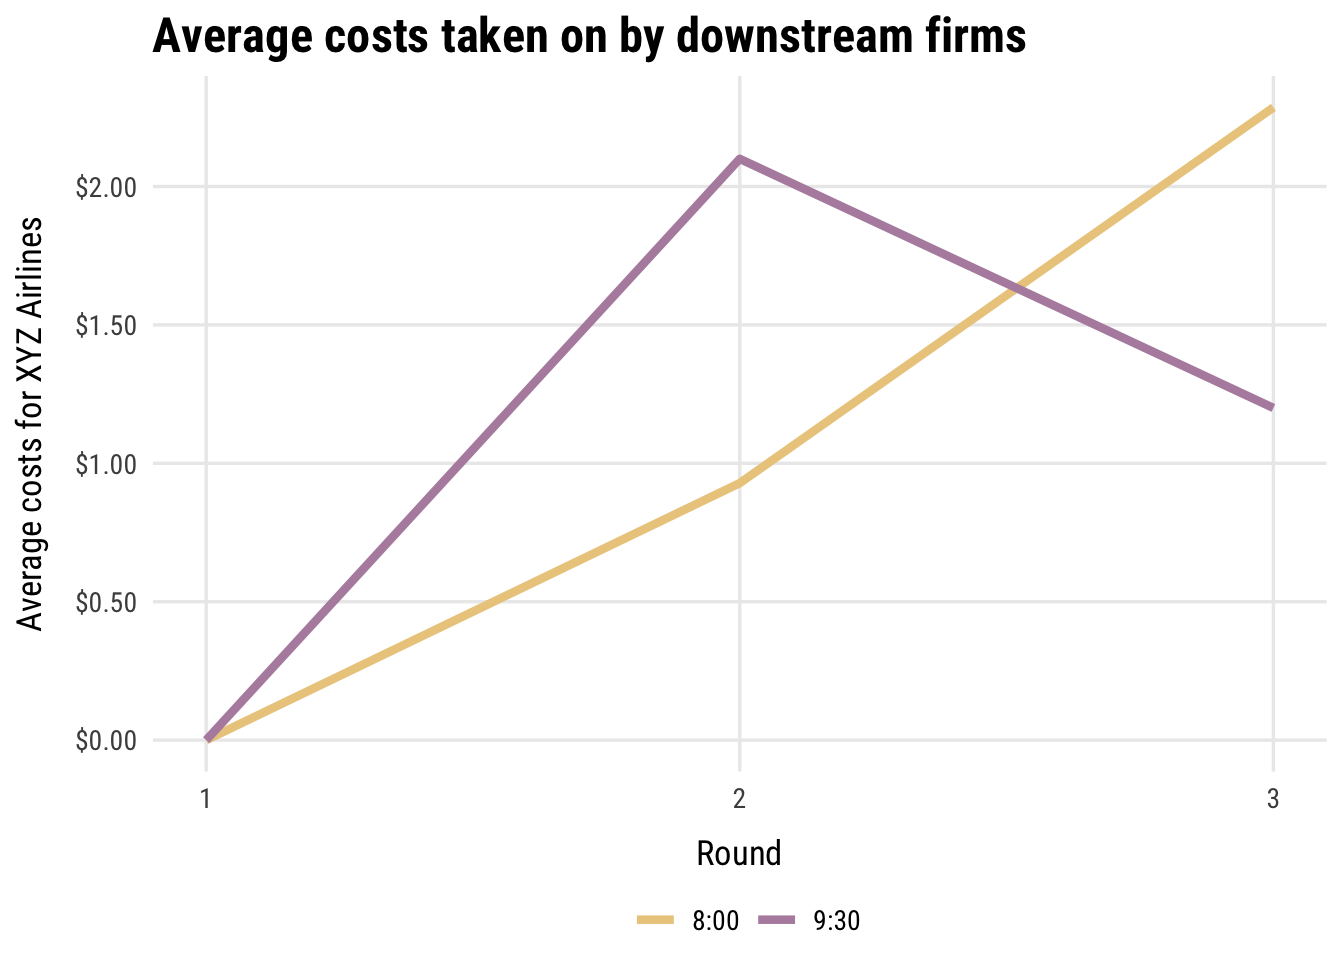 Average costs taken on by downstream firms
Average costs for XYZ Airlines
$2.00
$1.50
$1.00
$0.50
$0.00
1 2 3
Round
8:00 9:30